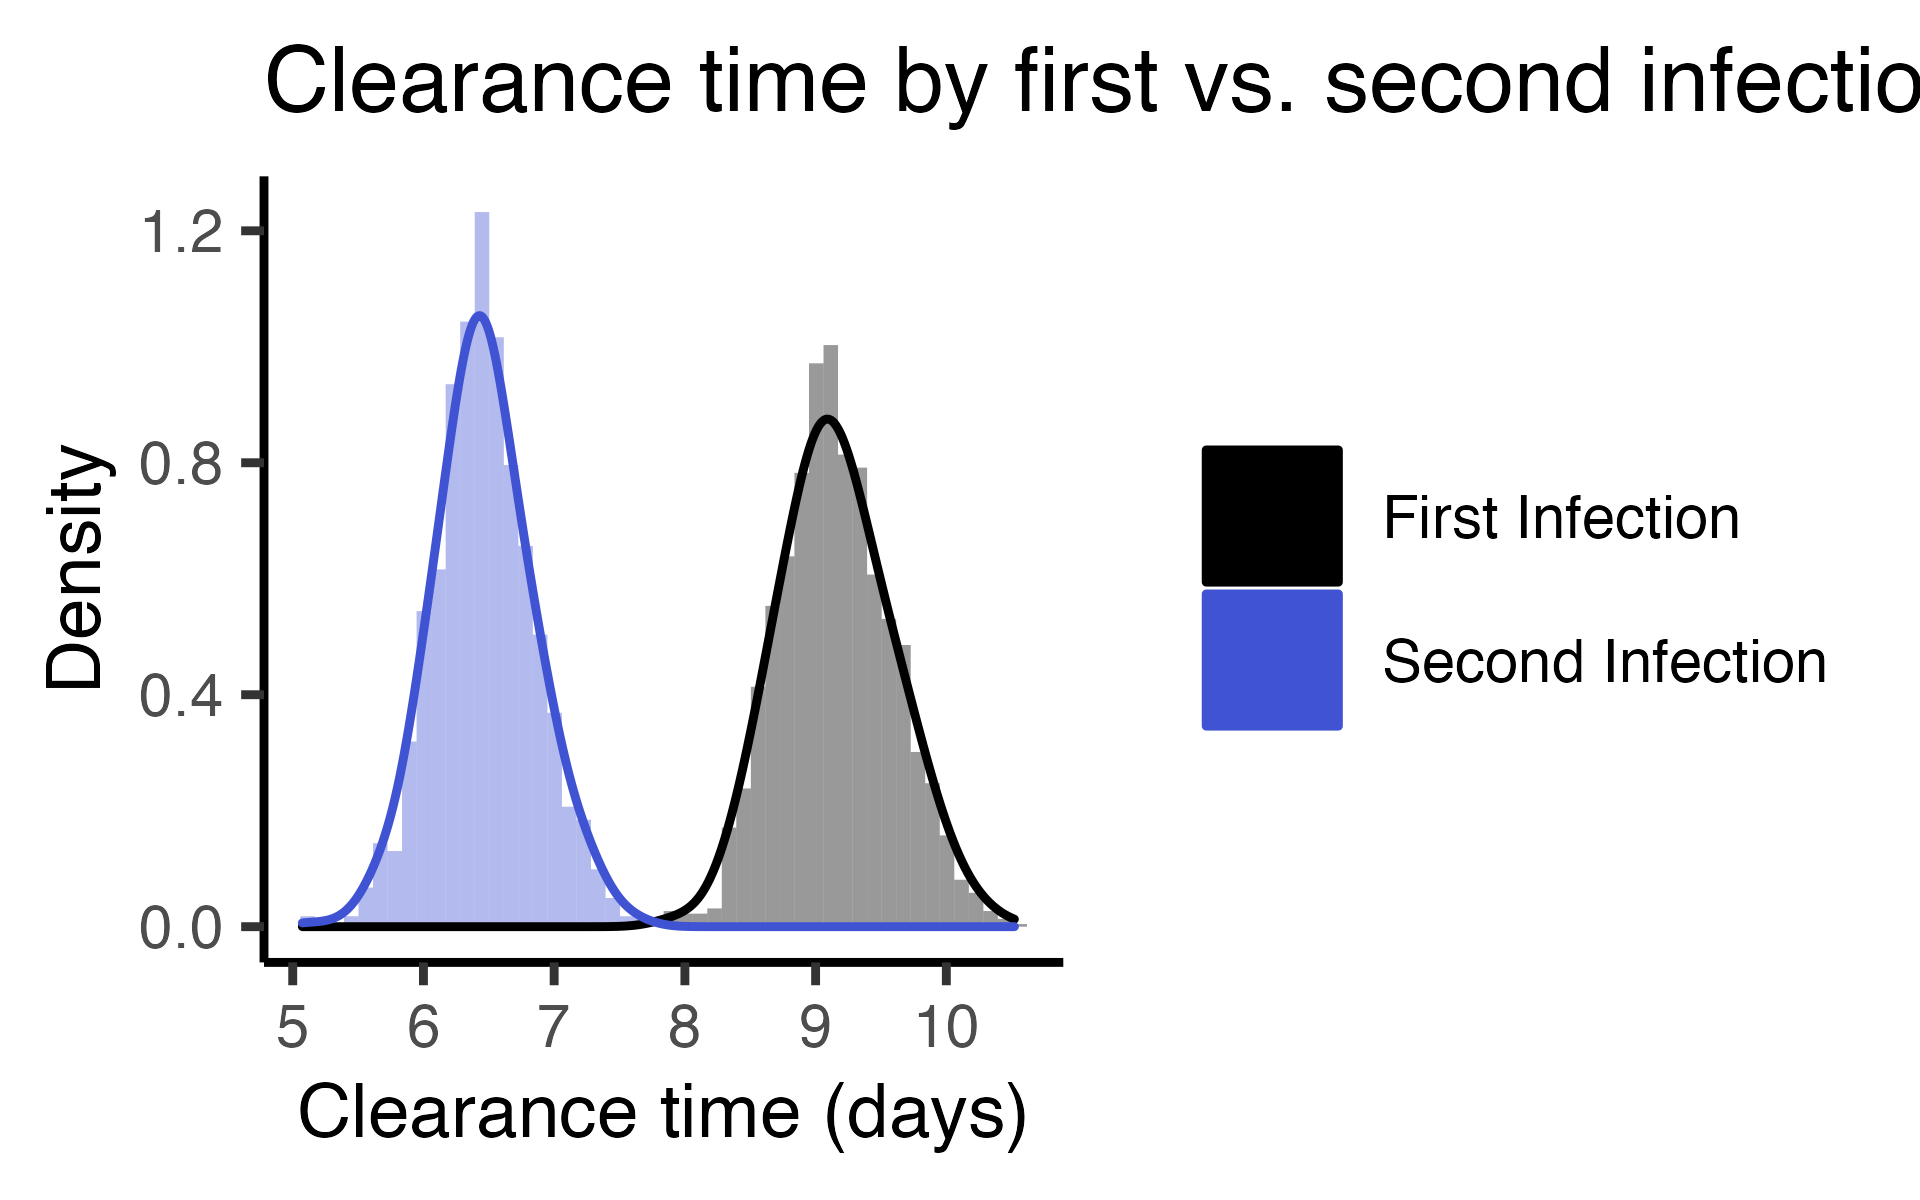 Clearance time by first vs. second infectio
Density
1.2
0.8
0.4
0.0
5 6 7 8 9 10
Clearance time (days)
First Infection
Second Infection